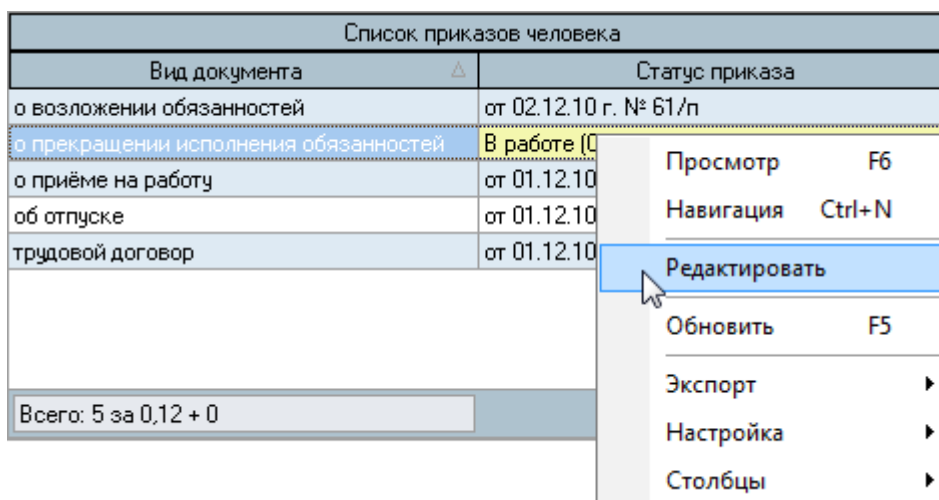 Список приказов человека
Вид документа Статус приказа
о возложении обязанностей от 02.12.10 г. № 61/п
о прекращении исполнения обязанностей В работе (
Просмотр F6
о приёме на работу от 01.12.10
Навигация Ctrl+N
об отпуске от 01.12.10
трудовой договор от 01.12.10
Редактировать
Обновить F5
Экспорт
Всего: 5 за 0,12 + 0
Настройка
Столбцы